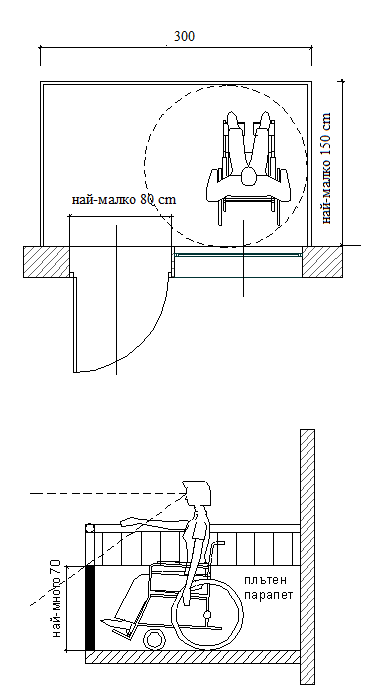 300
най-малко 80 cm
най-малко 150 cm
най-много 70
плътен
парапет